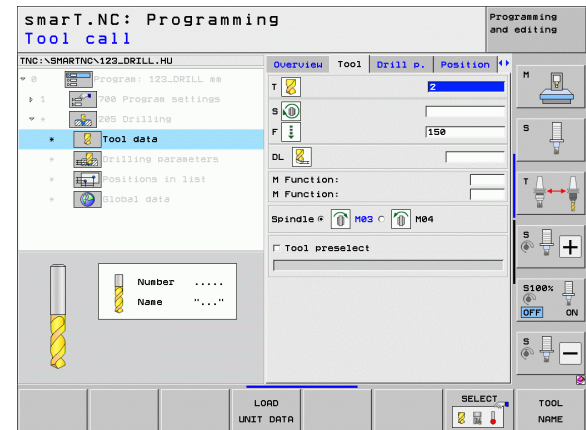 smarT.NC: Programming
Tool call
Programming and editing
TNC:\SMARTNC\123_DRILL.HU
0 Program: 123_DRILL mm
1 700 Program settings
* 205 Drilling
* Tool data
* Drilling parameters
* Positions in list
* Global data
Overview Tool Drill p. Position
T 2
S
F 150
DL
M Function:
M Function:
Spindle M03 M04
Tool preselect
Number .....
Name "..."
M
S
T
S
S100%
OFF ON
S
LOAD
UNIT DATA
SELECT
TOOL
NAME